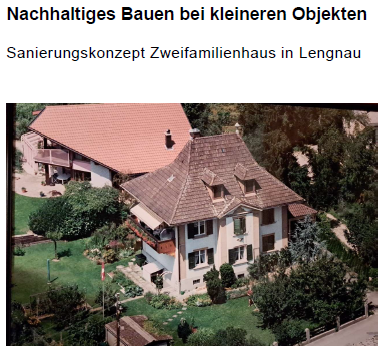 Nachhaltiges Bauen bei kleineren Objekten
Sanierungskonzept Zweifamilienhaus in Lengnau